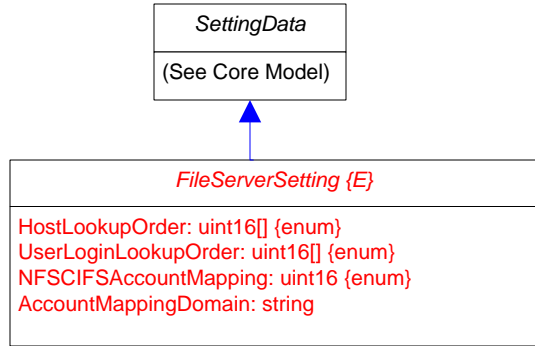 SettingData
(See Core Model)
FileServerSetting {E}
HostLookupOrder: uint16[] {enum}
UserLoginLookupOrder: uint16[] {enum}
NFSCIFSAccountMapping: uint16 {enum}
AccountMappingDomain: string